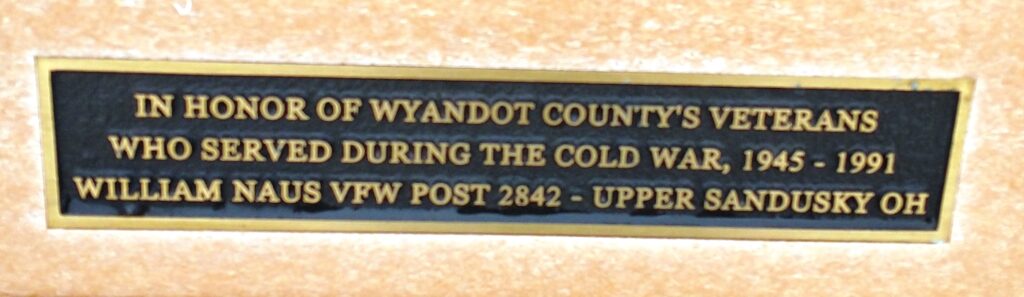 IN HONOR OF WYANDOT COUNTY'S VETERANS
WHO SERVED DURING THE COLD WAR, 1945 - 1991
WILLIAM NAUS VFW POST 2842 - UPPER SANDUSKY OH